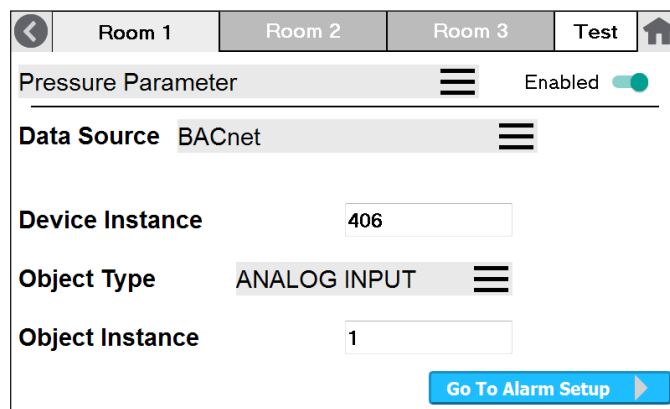 Room 1 Room 2 Room 3 Test
Pressure Parameter Enabled
Data Source BACnet
Device Instance 406
Object Type ANALOG INPUT
Object Instance 1
Go To Alarm Setup